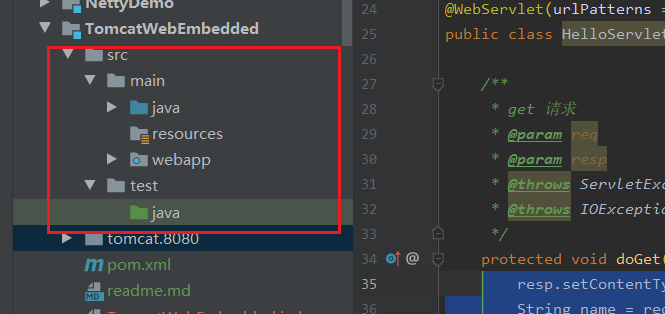 NettyDemo
TomcatWebEmbedded
src
main
java
resources
webapp
test
java
tomcat.8080
pom.xml
readme.md
24 @WebServlet(urlPatterns =
25 public class HelloServlet
26
27 /**
28 * get 请求
29 * @param req
30 * @param resp
31 * @throws ServletExc
32 * @throws IOExceptio
33 */
34 @ protected void doGet(
35 resp.setContentTy
36 String name = req